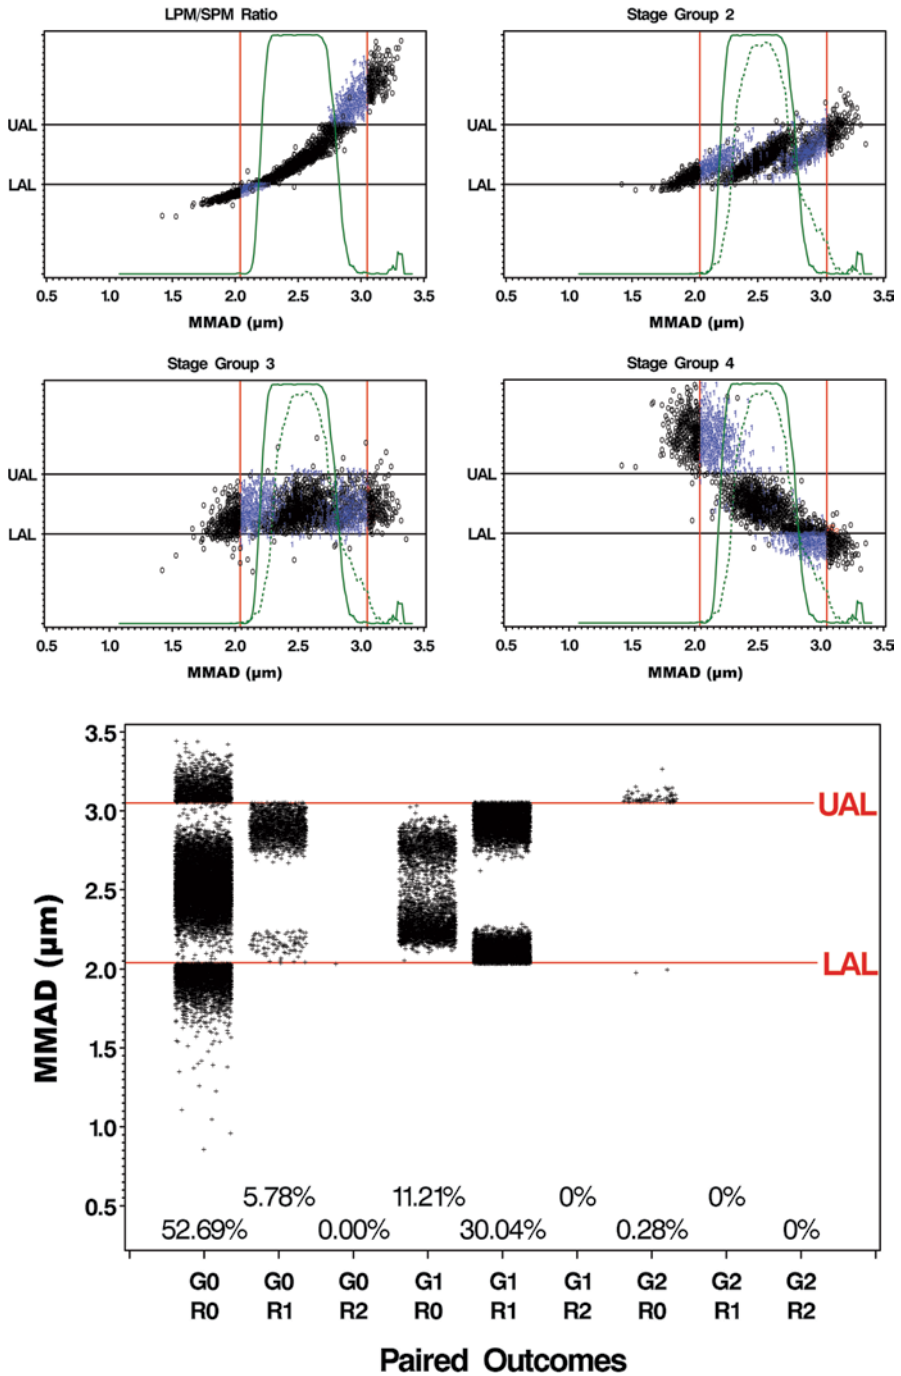 LPM/SPM Ratio
UAL
LAL
0.5 1.0 1.5 2.0 2.5 3.0 3.5
MMAD (µm)
Stage Group 2
UAL
LAL
0.5 1.0 1.5 2.0 2.5 3.0 3.5
MMAD (µm)
Stage Group 3
UAL
LAL
0.5 1.0 1.5 2.0 2.5 3.0 3.5
MMAD (µm)
Stage Group 4
UAL
LAL
0.5 1.0 1.5 2.0 2.5 3.0 3.5
MMAD (µm)
3.5
3.0
2.5
2.0
1.5
1.0
0.5
MMAD (µm)
UAL
LAL
5.78% 11.21% 0% 0%
52.69% 0.00% 30.04% 0.28% 0%
G0 G0 G0 G1 G1 G1 G2 G2 G2
R0 R1 R2 R0 R1 R2 R0 R1 R2
Paired Outcomes